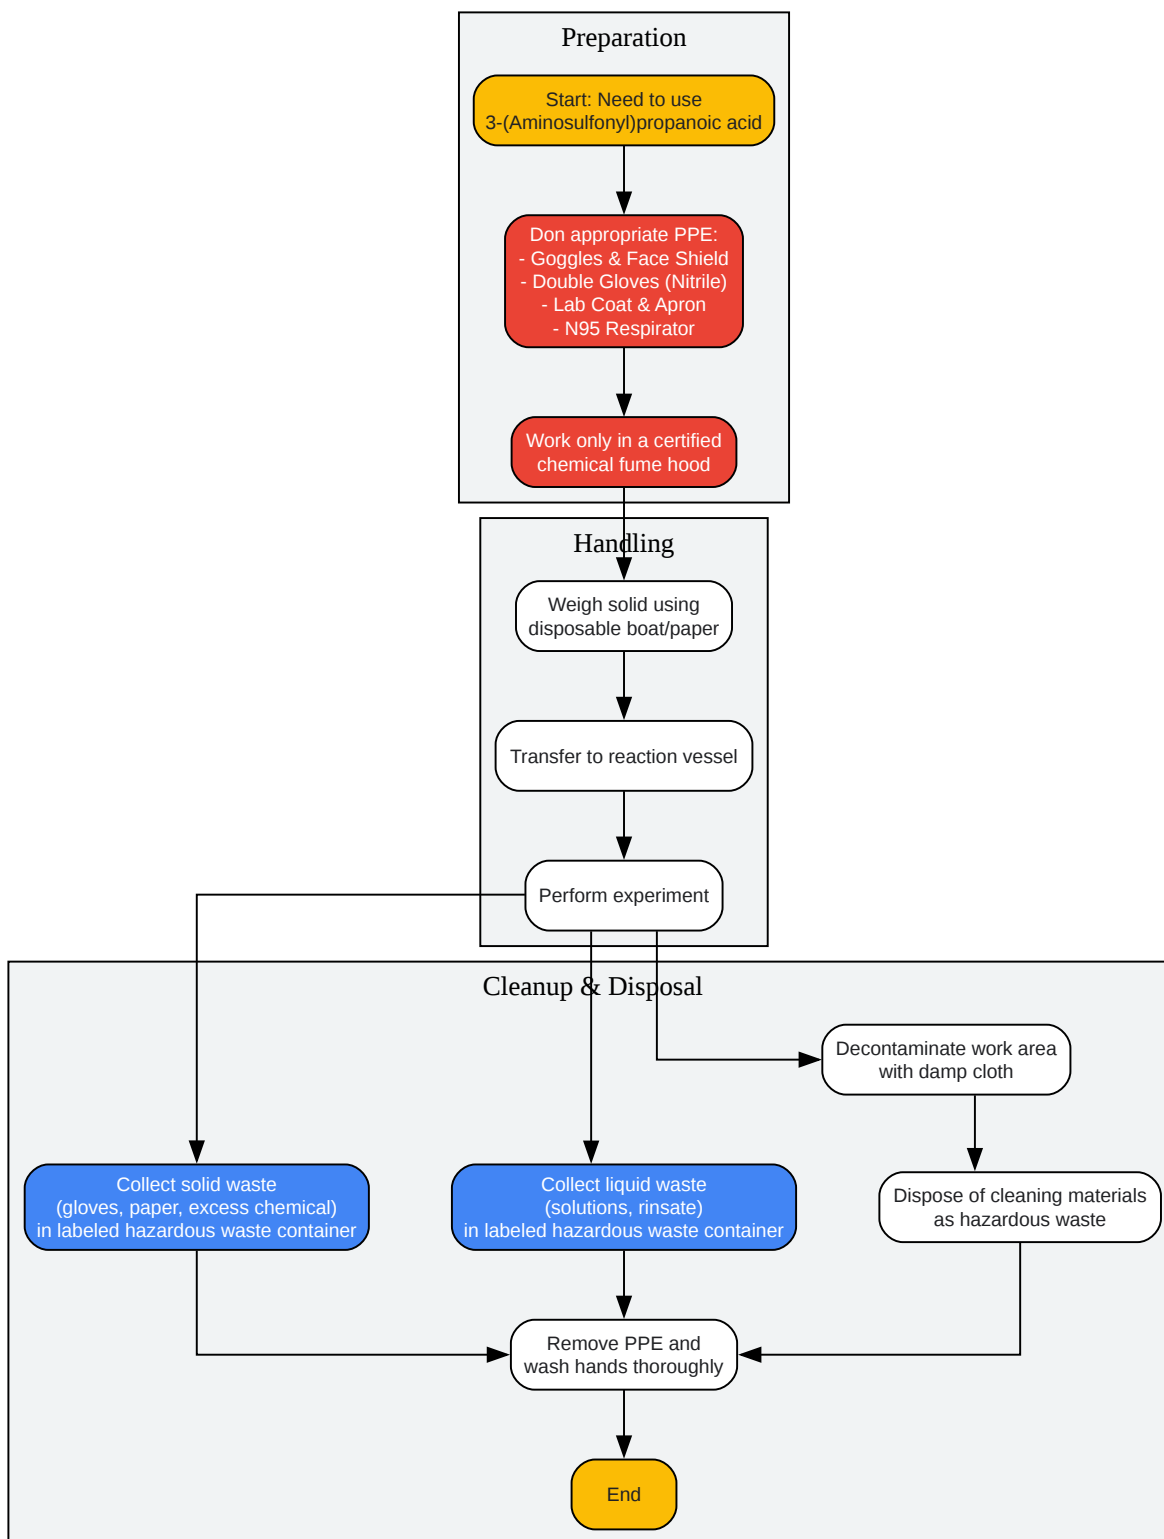 Preparation
Start: Need to use
3-(Aminosulfonyl)propanoic acid
Don appropriate PPE:
- Goggles & Face Shield
- Double Gloves (Nitrile)
- Lab Coat & Apron
- N95 Respirator
Work only in a certified
chemical fume hood
Handling
Weigh solid using
disposable boat/paper
Transfer to reaction vessel
Perform experiment
Cleanup & Disposal
Decontaminate work area
with damp cloth
Collect solid waste
(gloves, paper, excess chemical)
in labeled hazardous waste container
Collect liquid waste
(solutions, rinsate)
in labeled hazardous waste container
Dispose of cleaning materials
as hazardous waste
Remove PPE and
wash hands thoroughly
End